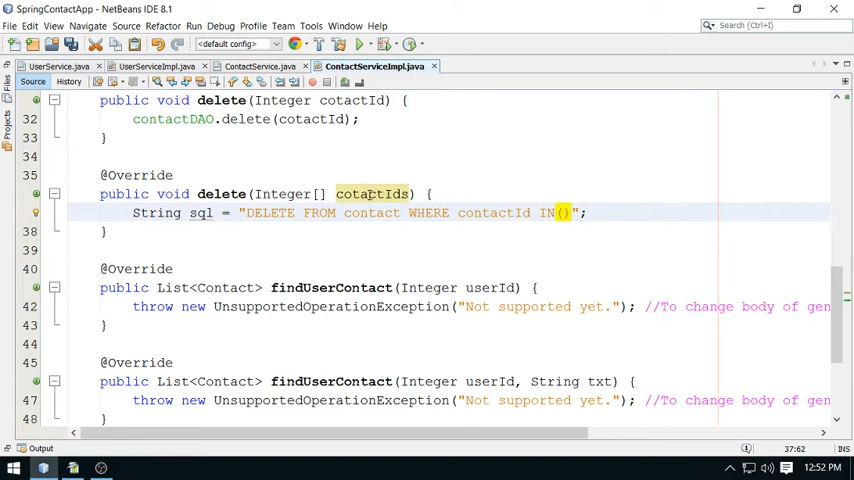 SpringContactApp - NetBeans IDE 8.1
File Edit View Navigate Source Refactor Run Debug Profile Team Tools Window Help
Search (Ctrl+I)
<default config>
UserService.java UserServiceImpl.java ContactService.java ContactServiceImpl.java
Source History
Files
Projects
public void delete(Integer cotactId) {
32 contactDAO.delete(cotactId);
33 }
34
@Override
public void delete(Integer[] cotactIds) {
String sql = "DELETE FROM contact WHERE contactId IN()";
38 }
39
40 @Override
public List<Contact> findUserContact(Integer userId) {
42 throw new UnsupportedOperationException("Not supported yet."); //To change body of gen
43 }
44
45 @Override
public List<Contact> findUserContact(Integer userId, String txt) {
47 throw new UnsupportedOperationException("Not supported yet."); //To change body of gen
48
Output
37:62
12:52 PM